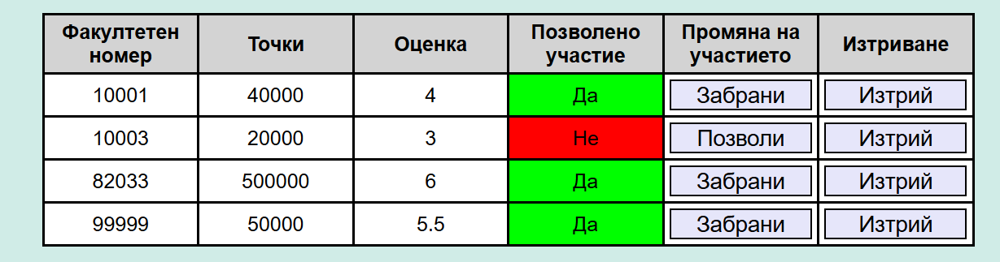 Факултетен номер Точки Оценка Позволено участие Промяна на участието Изтриване
10001 40000 4 Да Забрани Изтрий
10003 20000 3 Не Позволи Изтрий
82033 500000 6 Да Забрани Изтрий
99999 50000 5.5 Да Забрани Изтрий